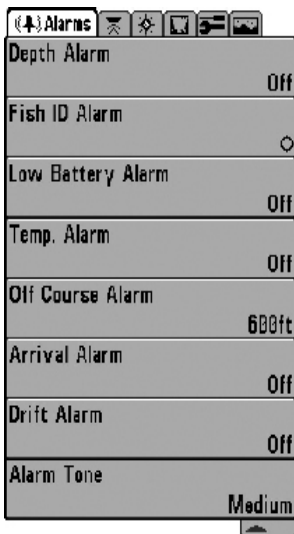 Alarms
Depth Alarm
Off
Fish ID Alarm
Low Battery Alarm
Off
Temp. Alarm
Off
Off Course Alarm
600ft
Arrival Alarm
Off
Drift Alarm
Off
Alarm Tone
Medium